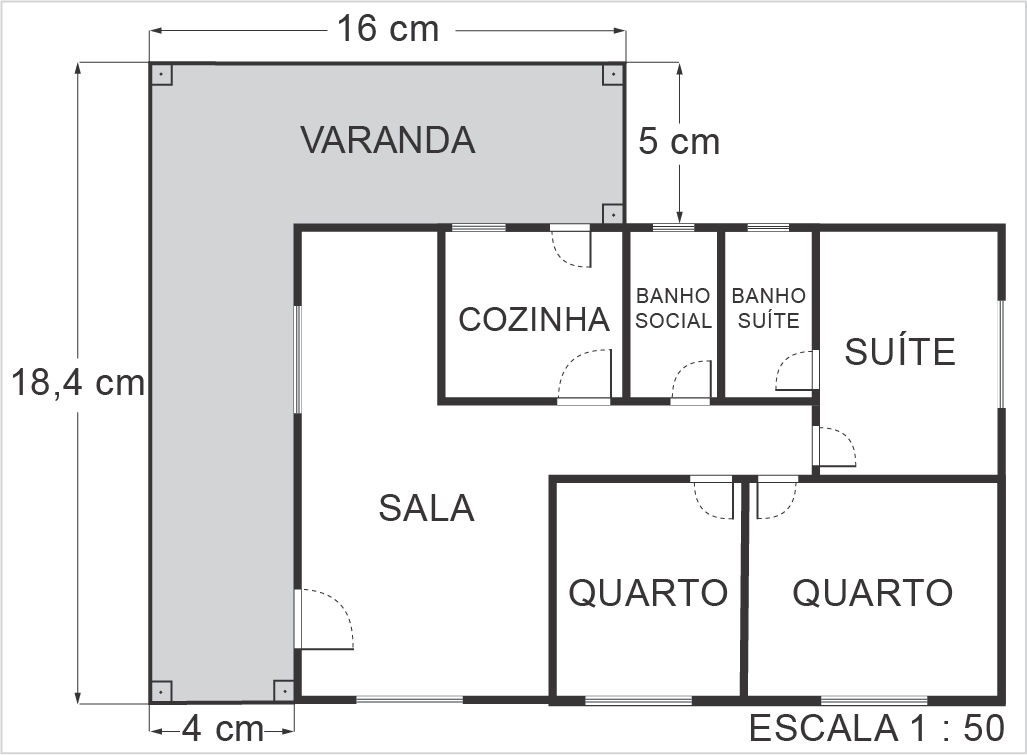 16 cm
VARANDA
5 cm
COZINHA
BANHO
SOCIAL
BANHO
SUÍTE
SUÍTE
18,4 cm
SALA
QUARTO
QUARTO
4 cm
ESCALA 1 : 50